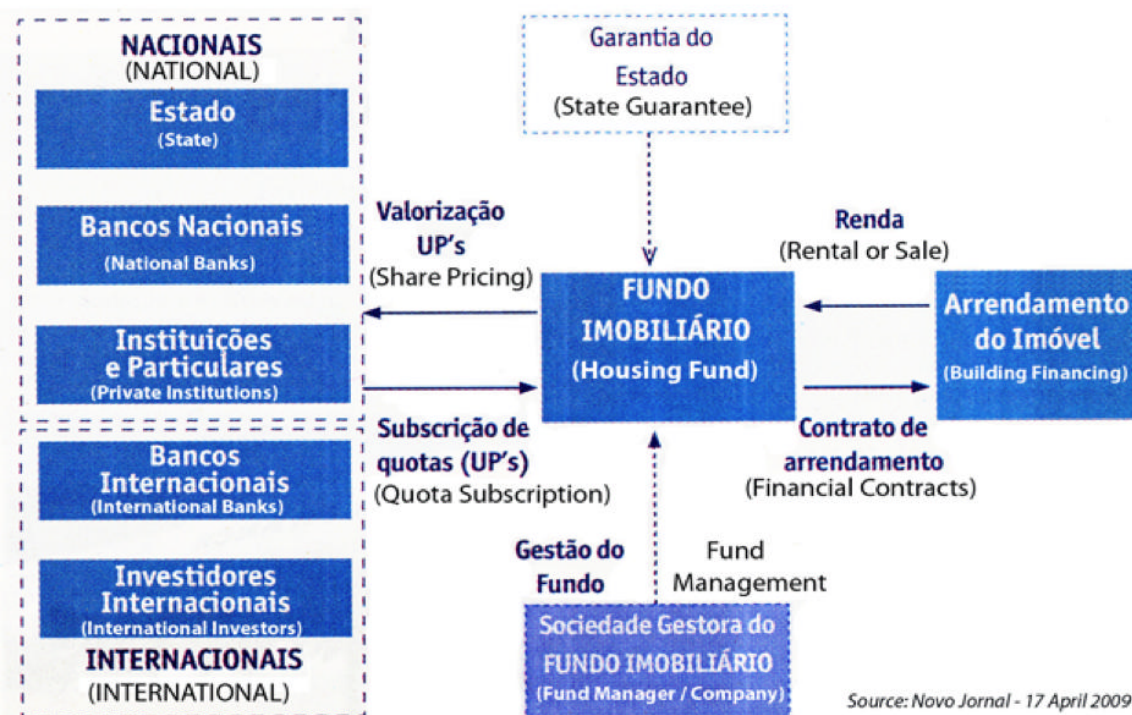 NACIONAIS
(NATIONAL)
Estado
(State)
Bancos Nacionais
(National Banks)
Instituições
e Particulares
(Private Institutions)
Bancos
Internacionais
(International Banks)
Investidores
Internacionais
(International Investors)
INTERNACIONAIS
(INTERNATIONAL)
Valorização
UP's
(Share Pricing)
Subscrição de
quotas (UP's)
(Quota Subscription)
Garantia do
Estado
(State Guarantee)
FUNDO
IMOBILIÁRIO
(Housing Fund)
Gestão do
Fundo
Fund
Management
Sociedade Gestora do
FUNDO IMOBILIÁRIO
(Fund Manager / Company)
Renda
(Rental or Sale)
Contrato de
arrendamento
(Financial Contracts)
Arrendamento
do Imóvel
(Building Financing)
Source: Novo Jornal - 17 April 2009